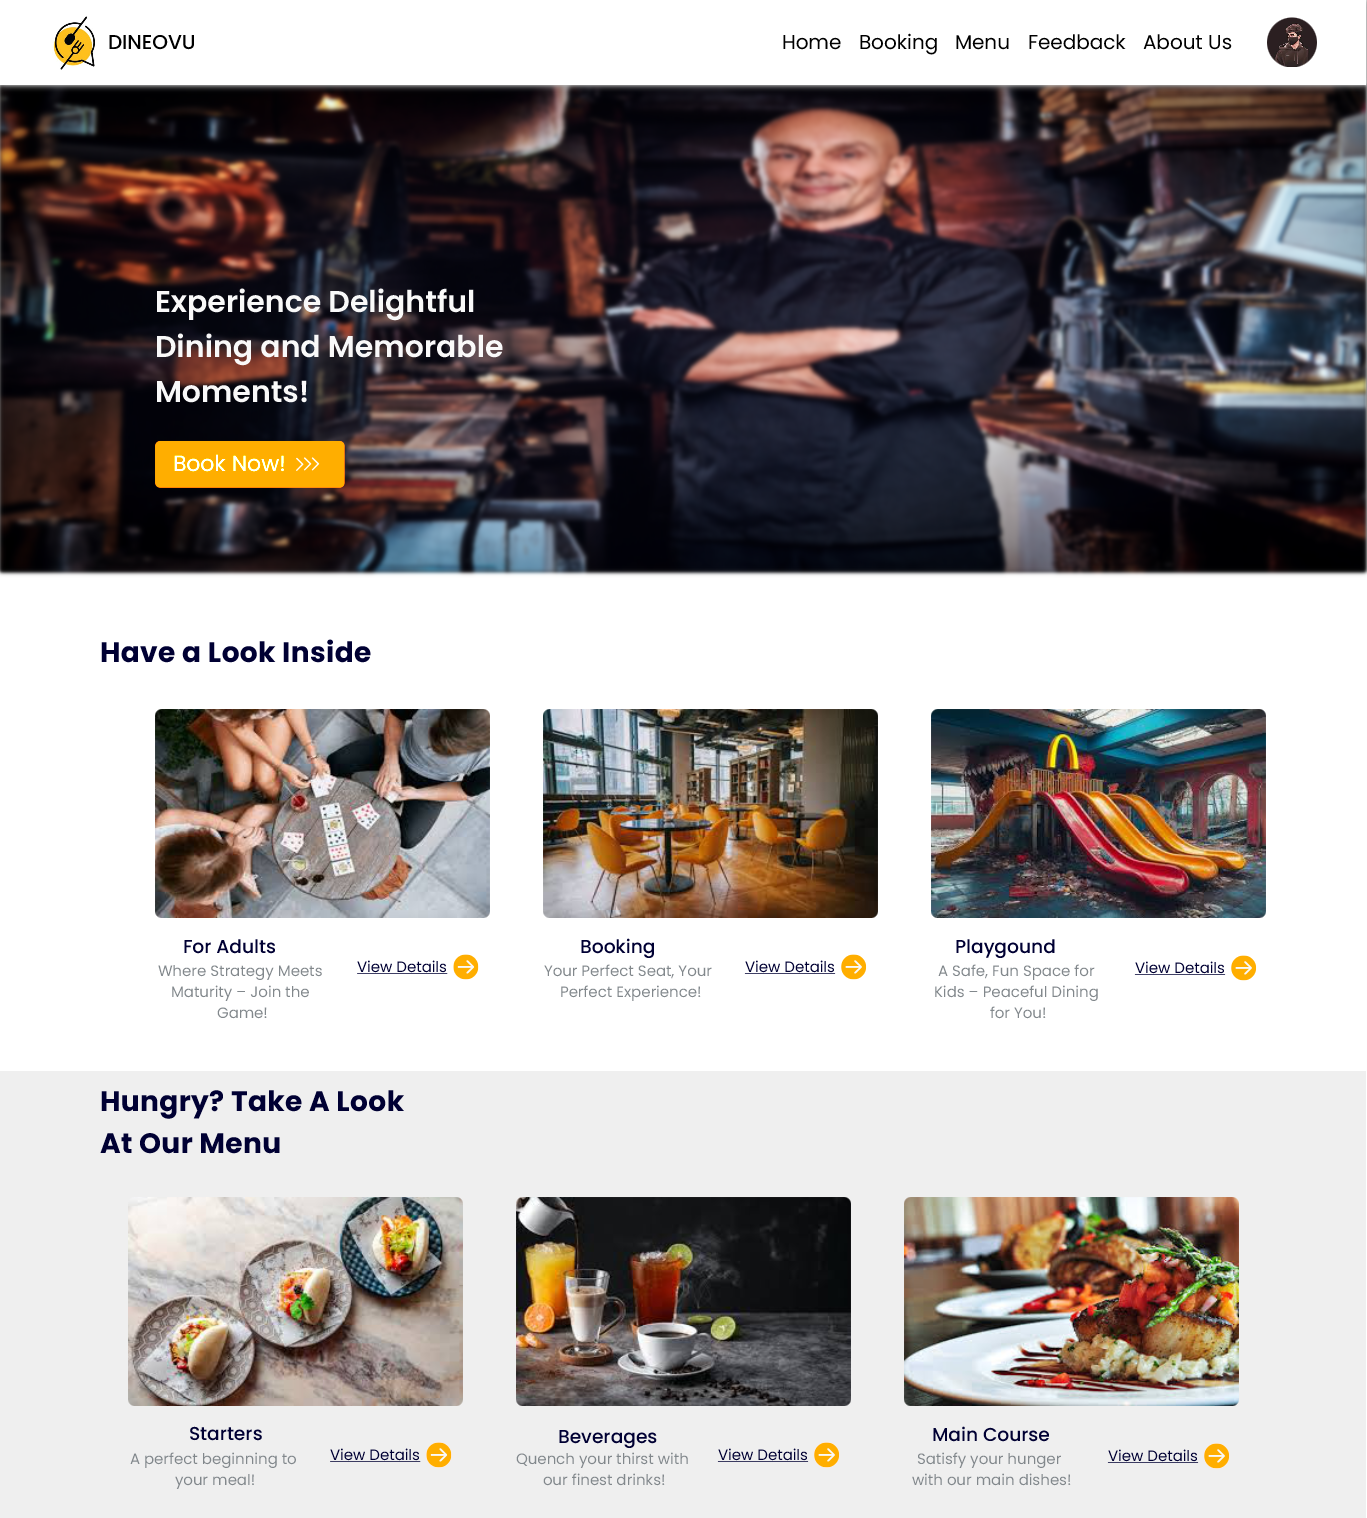 DINEOVU
Home Booking Menu Feedback About Us
Experience Delightful
Dining and Memorable
Moments!
Book Now!
Have a Look Inside
For Adults
Where Strategy Meets
Maturity – Join the
Game!
View Details
Booking
Your Perfect Seat, Your
Perfect Experience!
View Details
Playgound
A Safe, Fun Space for
Kids – Peaceful Dining
for You!
View Details
Hungry? Take A Look
At Our Menu
Starters
A perfect beginning to
your meal!
View Details
Beverages
Quench your thirst with
our finest drinks!
View Details
Main Course
Satisfy your hunger
with our main dishes!
View Details